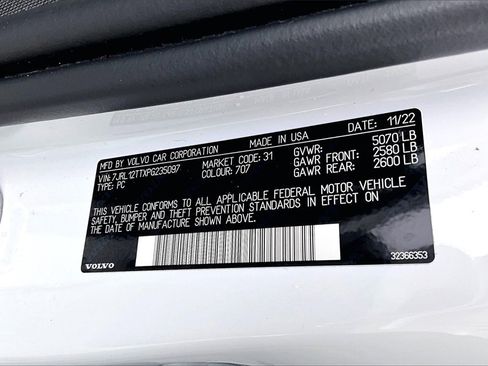 MFD BY VOLVO CAR CORPORATION MADE IN USA DATE: 11/22
VIN: 7JRL12TTXPG235097 MARKET CODE: 31 GVWR: 5070 LB
TYPE: PC COLOUR: 707 GAWR FRONT: 2580 LB
GAWR REAR: 2600 LB
THIS VEHICLE CONFORMS TO ALL APPLICABLE FEDERAL MOTOR VEHICLE
SAFETY, BUMPER AND THEFT PREVENTION STANDARDS IN EFFECT ON
THE DATE OF MANUFACTURE SHOWN ABOVE.
VOLVO 32366353